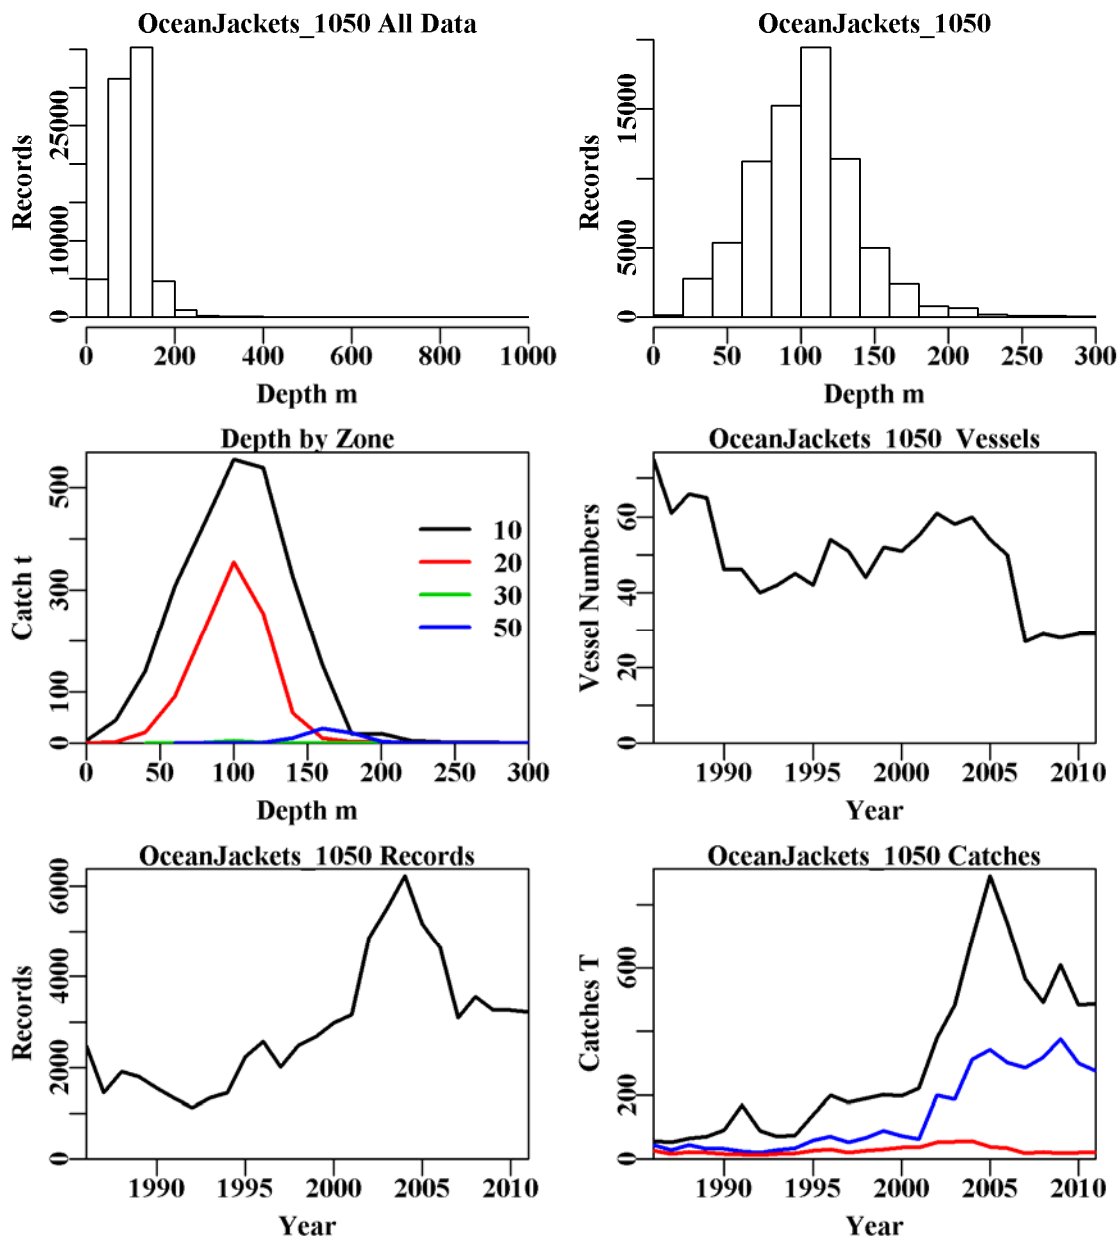 OceanJackets_1050 All Data
Records
0 10000 25000
0 200 400 600 800 1000
Depth m
OceanJackets_1050
Records
5000 15000
0
0 50 100 150 200 250 300
Depth m
Depth by Zone
Catch t
0 100 300 500
10
20
30
50
0 50 100 150 200 250 300
Depth m
OceanJackets_1050_Vessels
Vessel Numbers
0 20 40 60
1990 1995 2000 2005 2010
Year
OceanJackets_1050 Records
Records
0 2000 4000 6000
1990 1995 2000 2005 2010
Year
OceanJackets_1050 Catches
Catches T
0 200 600
1990 1995 2000 2005 2010
Year